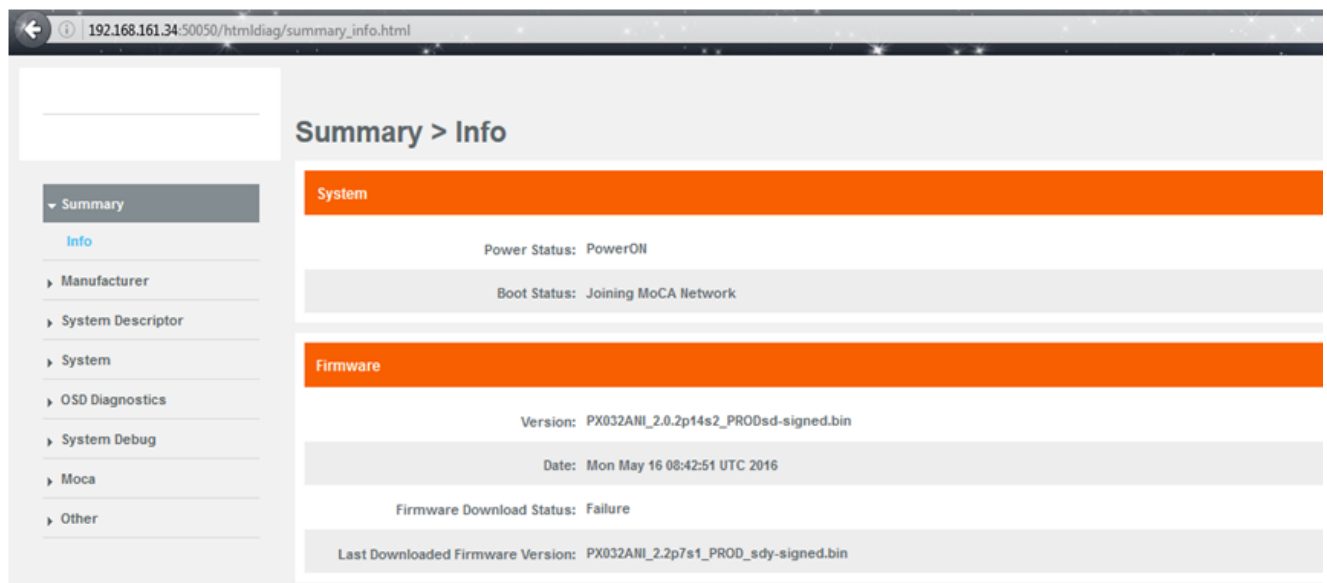 192.168.161.34:50050/htmldiag/summary_info.html
Summary > Info
Summary
Info
Manufacturer
System Descriptor
System
OSD Diagnostics
System Debug
Moca
Other
System
Power Status: PowerON
Boot Status: Joining MoCA Network
Firmware
Version: PX032ANI_2.0.2p14s2_PRODsd-signed.bin
Date: Mon May 16 08:42:51 UTC 2016
Firmware Download Status: Failure
Last Downloaded Firmware Version: PX032ANI_2.2p7s1_PROD_sdy-signed.bin